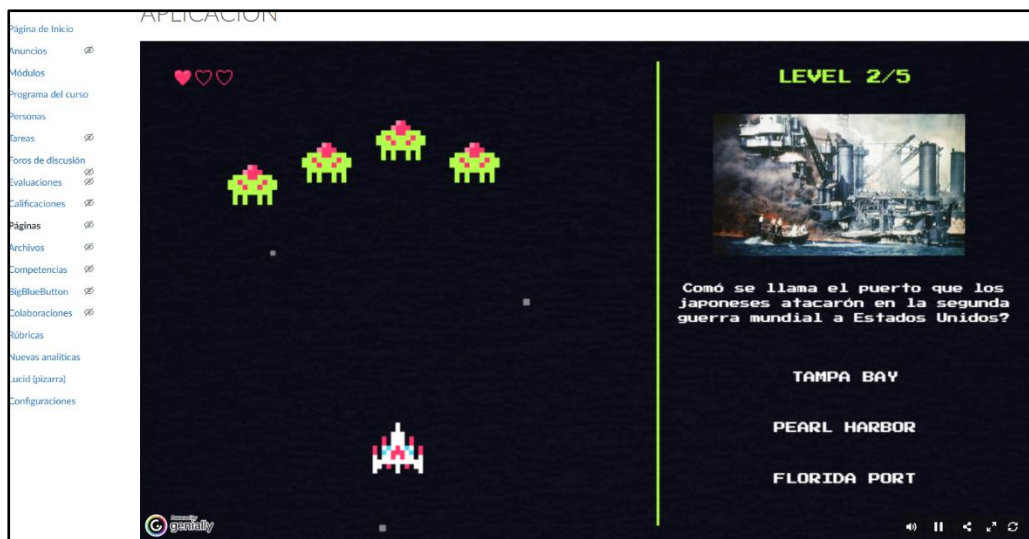 APLICACIÓN
Página de Inicio
Anuncios
Módulos
Programa del curso
Personas
Tareas
Foros de discusión
Evaluaciones
Calificaciones
Páginas
Archivos
Competencias
BigBlueButton
Colaboraciones
Rúbricas
Nuevas analíticas
Lucid (pizarra)
Configuraciones
LEVEL 2/5
Comó se llama el puerto que los
japoneses atacarón en la segunda
guerra mundial a Estados Unidos?
TAMPA BAY
PEARL HARBOR
FLORIDA PORT
genially